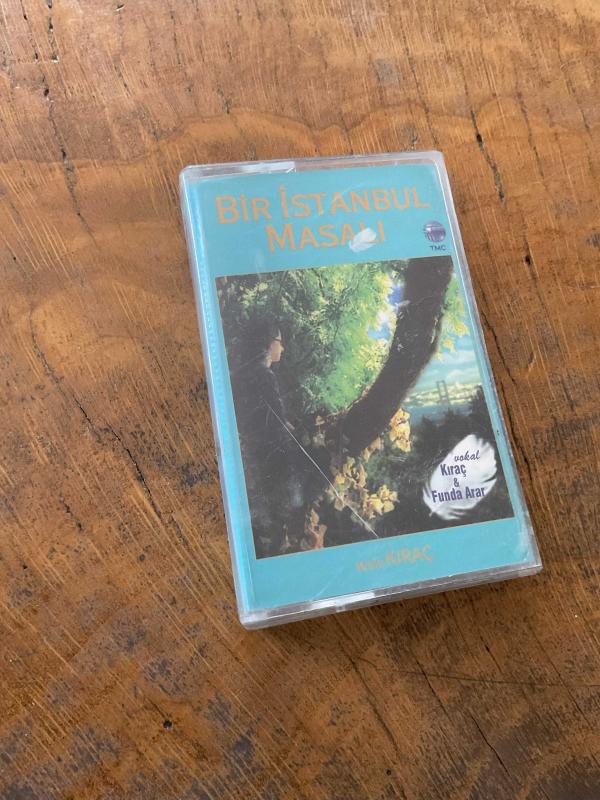 BİR İSTANBUL
MASALI
TMC
vokal
Kıraç
&
Funda Arar
KIRAÇ